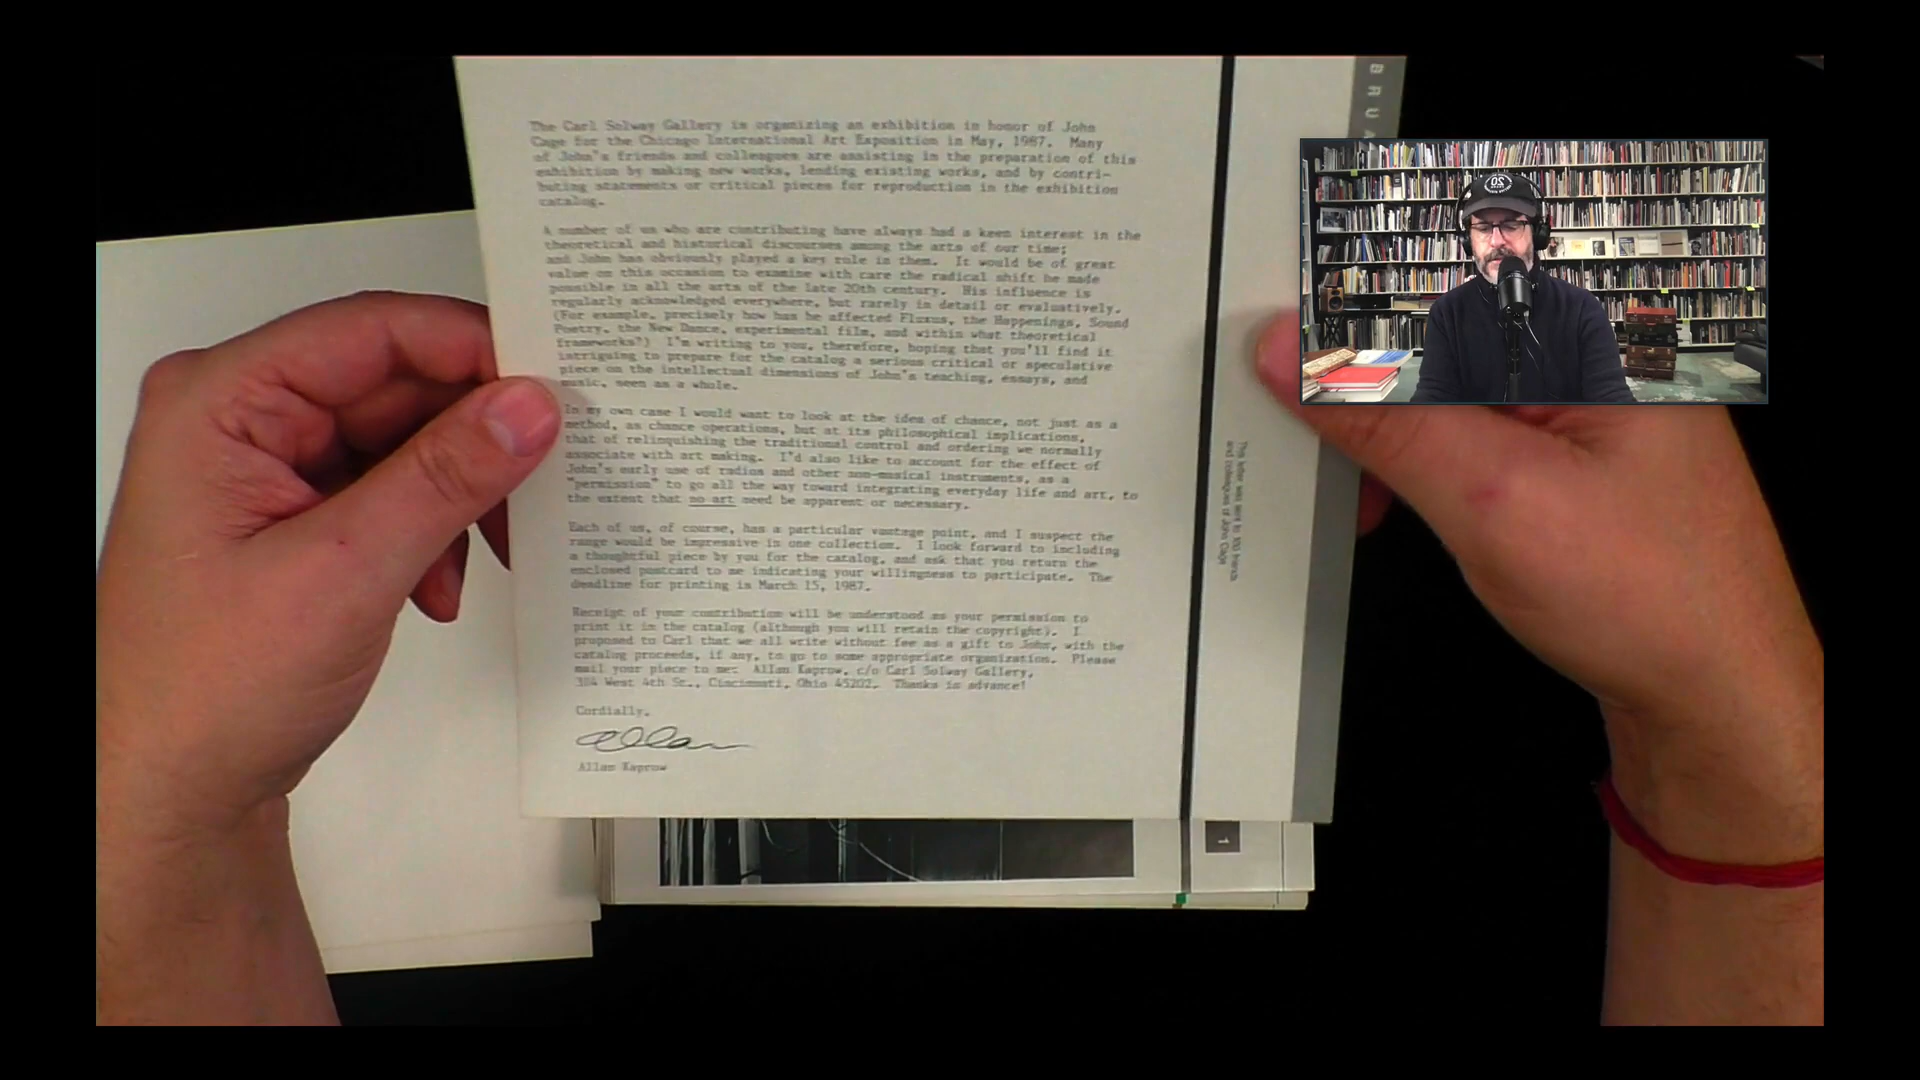 The Carl Solway Gallery is organizing an exhibition in honor of John
Cage for the Chicago International Art Exposition in May, 1987. Many
of John's friends and colleagues are assisting in the preparation of this
exhibition by making new works, lending existing works, and by contri-
buting statements or critical pieces for reproduction in the exhibition
catalog.
A number of us who are contributing have always had a keen interest in the
theoretical and historical discourses among the arts of our time;
and John has obviously played a key role in them. It would be of great
value on this occasion to examine with care the radical shift he made
possible in all the arts of the late 20th century. His influence is
regularly acknowledged everywhere, but rarely in detail or evaluatively.
(For example, precisely how has he affected Fluxus, the Happenings, Sound
Poetry, the New Dance, experimental film, and within what theoretical
frameworks?) I'm writing to you, therefore, hoping that you'll find it
intriguing to prepare for the catalog a serious critical or speculative
piece on the intellectual dimensions of John's teaching, essays, and
music, seen as a whole.
In my own case I would want to look at the idea of chance, not just as a
method, as chance operations, but at its philosophical implications,
that of relinquishing the traditional control and ordering we normally
associate with art making. I'd also like to account for the effect of
John's early use of radios and other non-musical instruments, as a
"permission" to go all the way toward integrating everyday life and art, to
the extent that no art need be apparent or necessary.
Each of us, of course, has a particular vantage point, and I suspect the
range would be impressive in one collection. I look forward to including
a thoughtful piece by you for the catalog, and ask that you return the
enclosed postcard to me indicating your willingness to participate. The
deadline for printing is March 15, 1987.
Receipt of your contribution will be understood as your permission to
print it in the catalog (although you will retain the copyright). I
proposed to Carl that we all write without fee as a gift to John, with the
catalog proceeds, if any, to go to some appropriate organization. Please
mail your piece to me: Allan Kaprow, c/o Carl Solway Gallery,
314 West 4th St., Cincinnati, Ohio 45202. Thanks in advance!
Cordially,
Allan
Allan Kaprow
This letter was sent to 100 friends
and colleagues of John Cage
BRUA
1